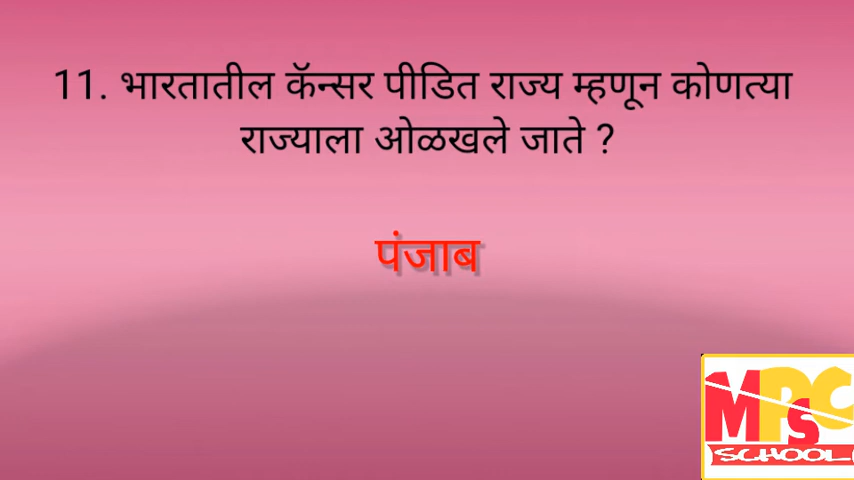 11. भारतातील कॅन्सर पीडित राज्य म्हणून कोणत्या
राज्याला ओळखले जाते ?
पंजाब
MPSC
SCHOOL